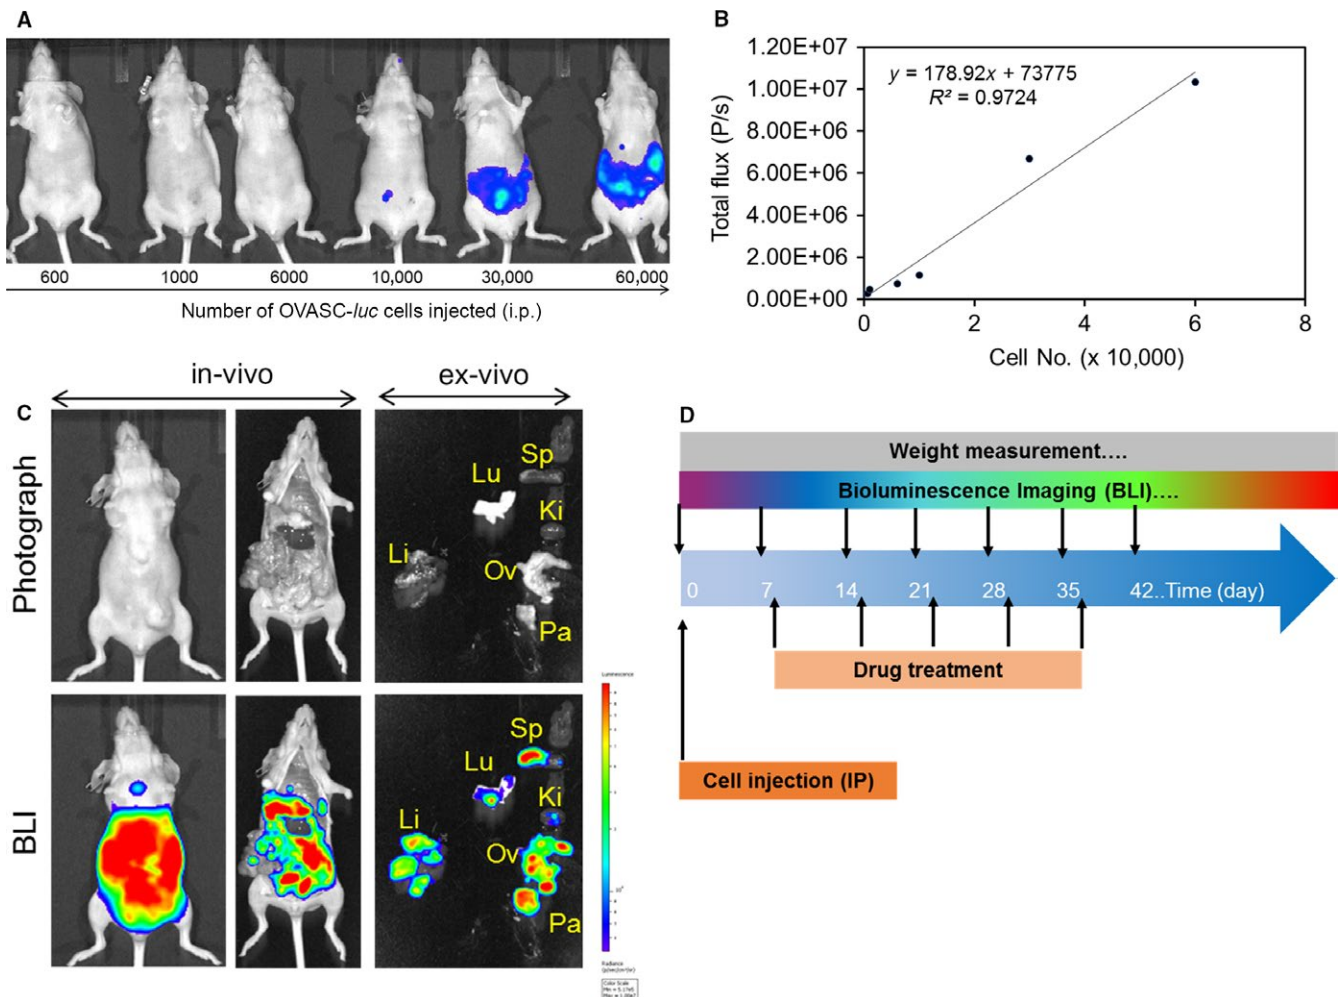 A
600 1000 6000 10,000 30,000 60,000
Number of OVASC-luc cells injected (i.p.)
B
y = 178.92x + 73775
R² = 0.9724
Total flux (P/s)
1.20E+07
1.00E+07
8.00E+06
6.00E+06
4.00E+06
2.00E+06
0.00E+00
0 2 4 6 8
Cell No. (x 10,000)
C
in-vivo ex-vivo
Photograph
Sp
Lu
Ki
Li
Ov
Pa
BLI
Sp
Lu
Ki
Li
Ov
Pa
Luminescence
Radiance
Color Scale
D
Weight measurement....
Bioluminescence Imaging (BLI)....
0 7 14 21 28 35 42..Time (day)
Drug treatment
Cell injection (IP)